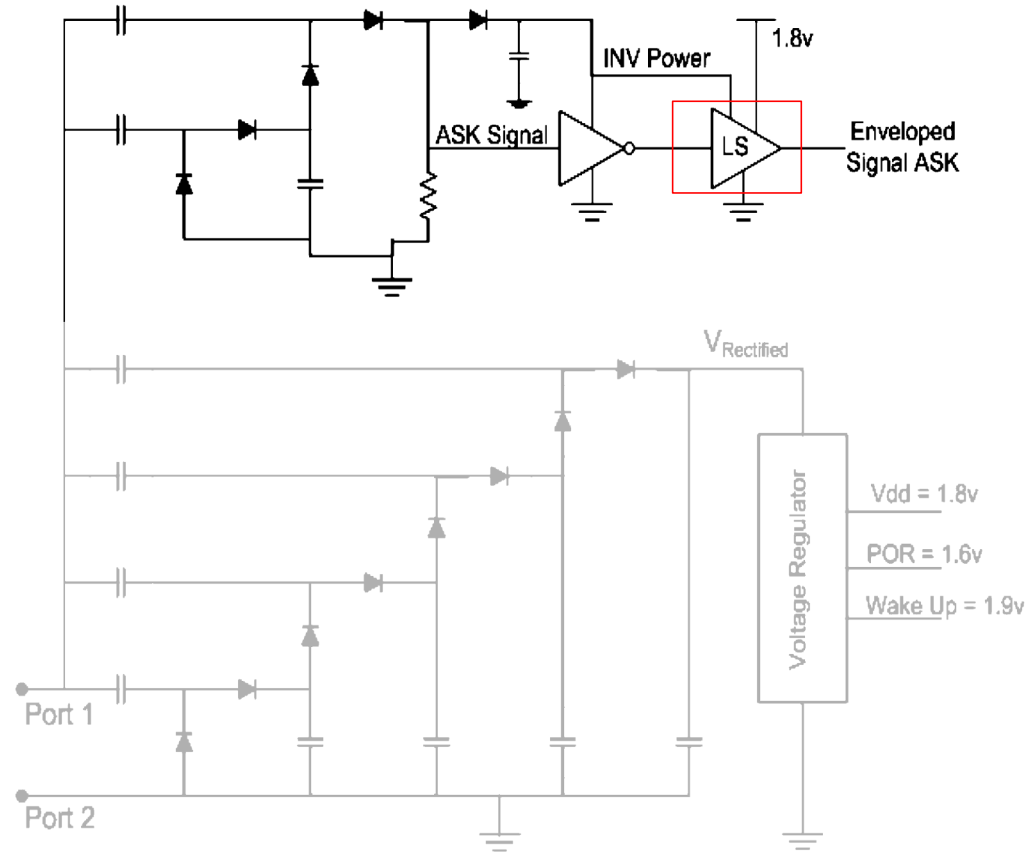 1.8v
INV Power
ASK Signal
LS
Enveloped
Signal ASK
VRectified
Voltage Regulator
Vdd = 1.8v
POR = 1.6v
Wake Up = 1.9v
Port 1
Port 2